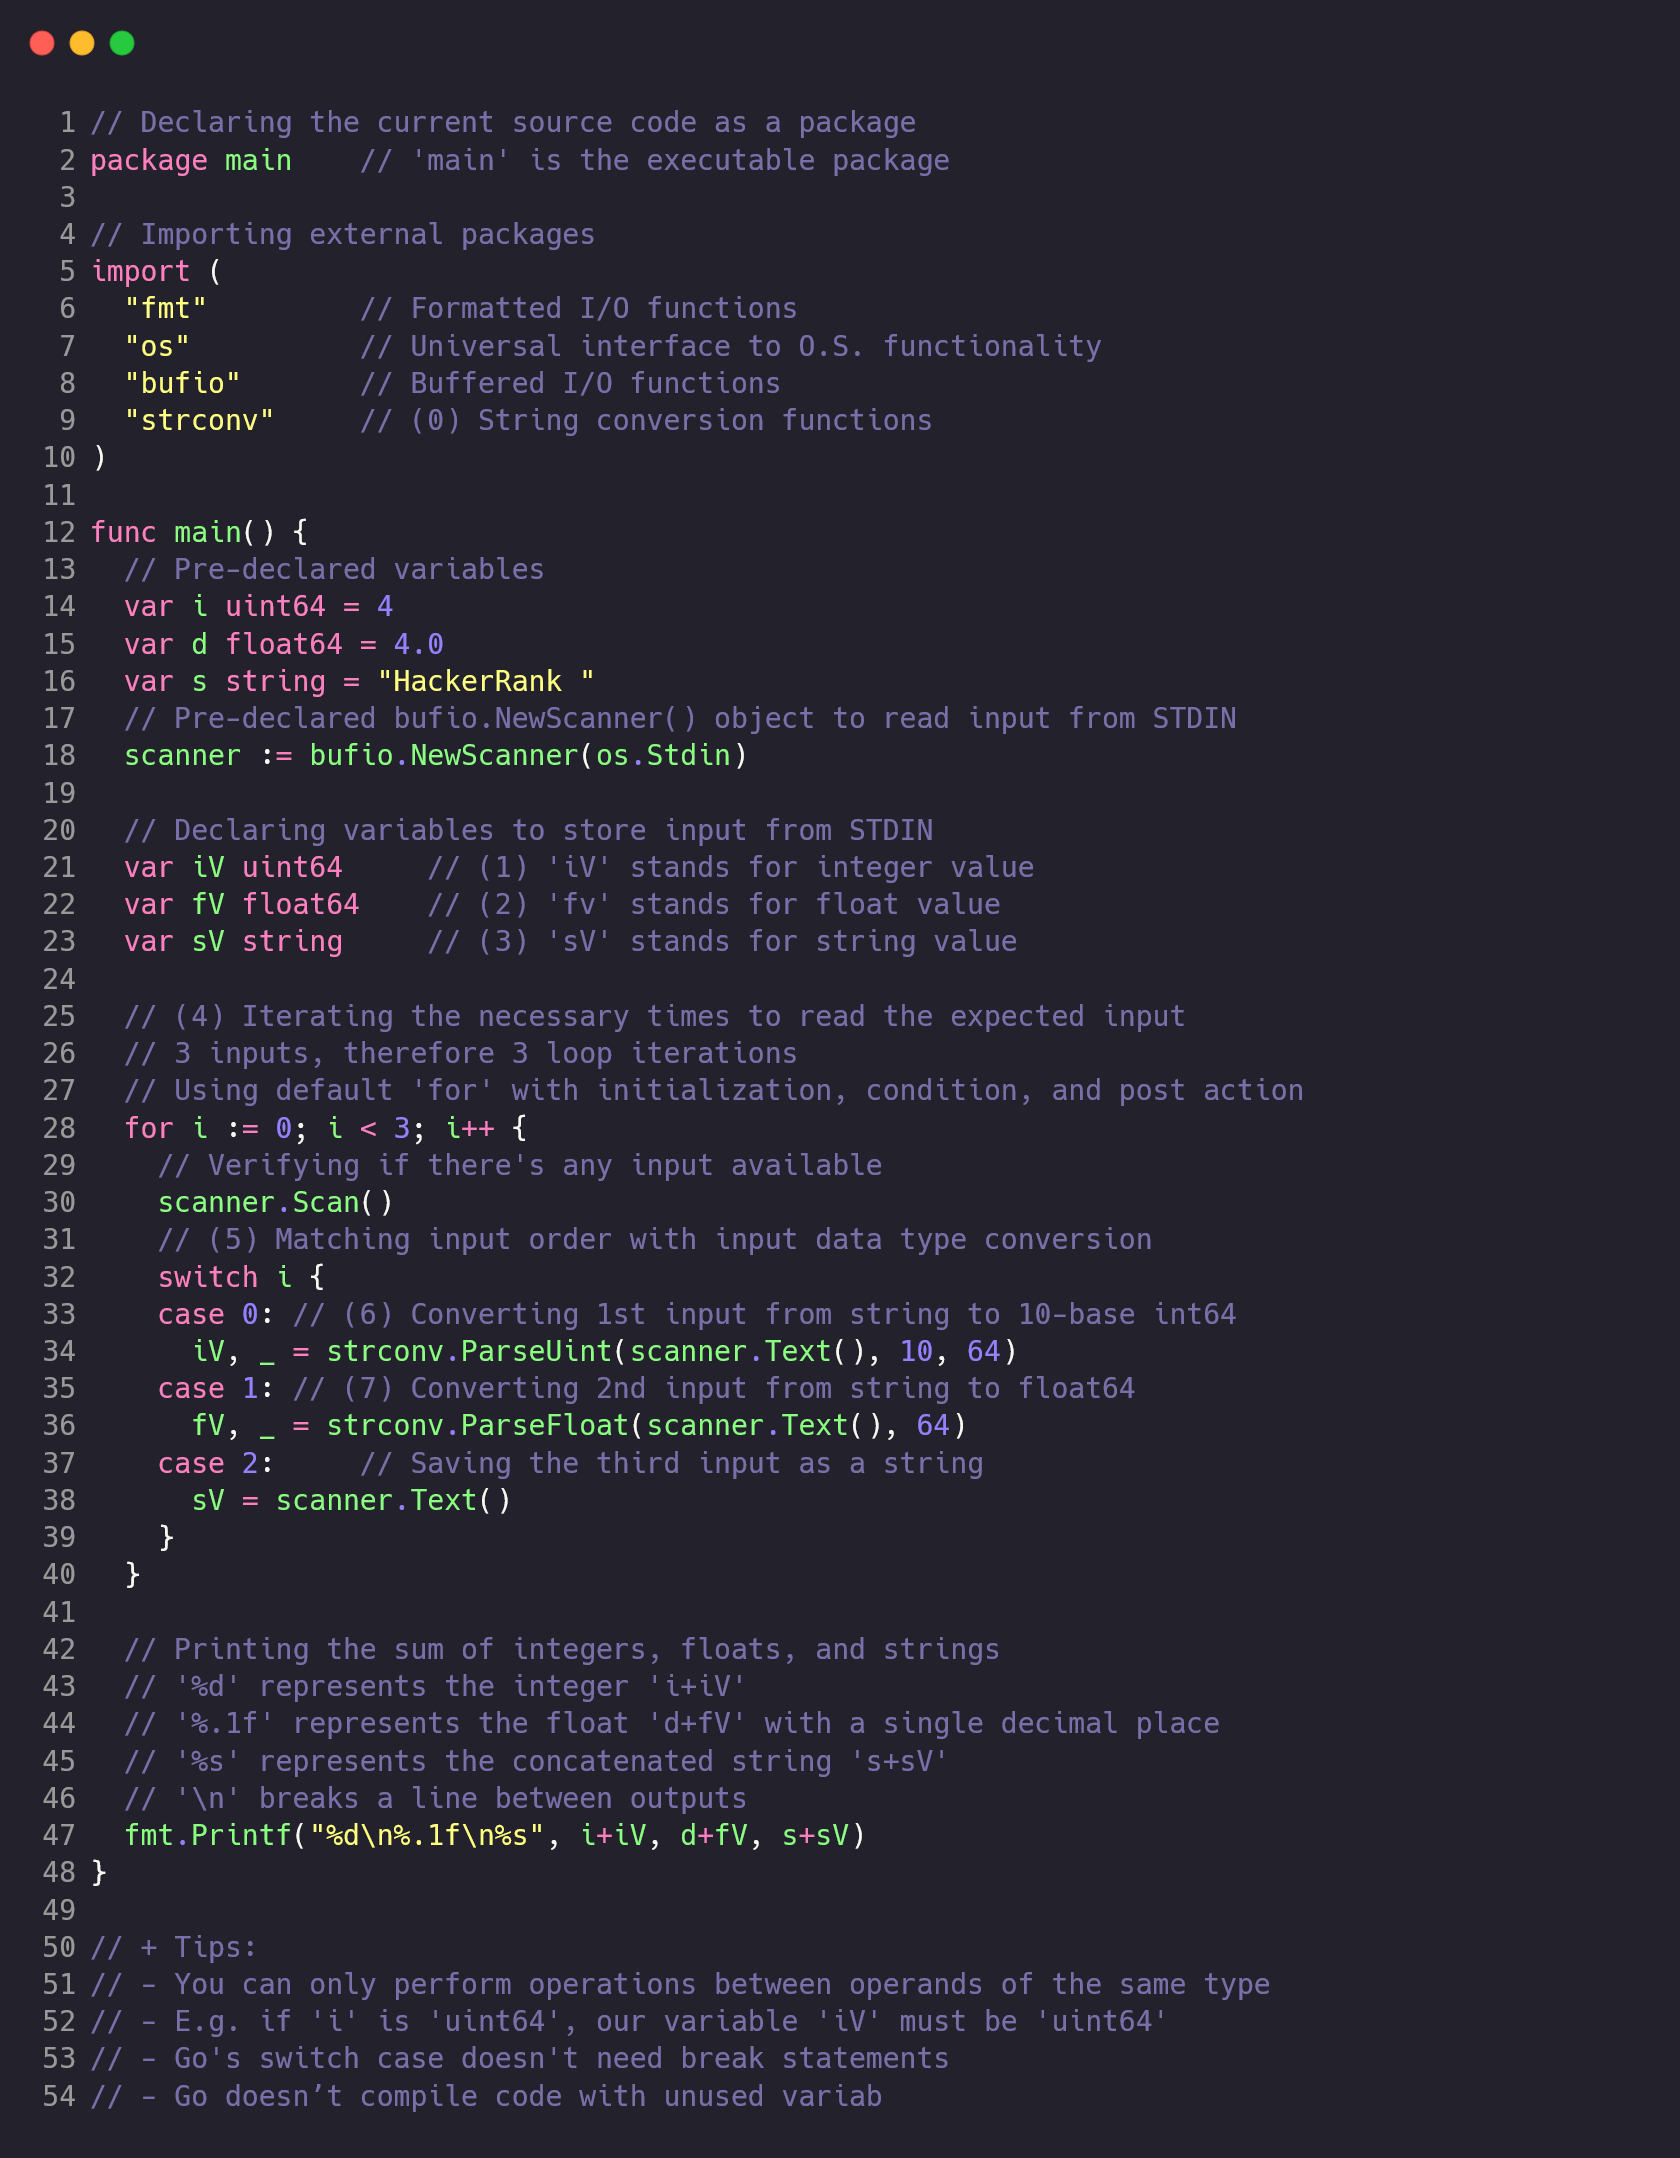 1 // Declaring the current source code as a package
2 package main    // 'main' is the executable package
3
4 // Importing external packages
5 import (
6   "fmt"         // Formatted I/O functions
7   "os"          // Universal interface to O.S. functionality
8   "bufio"       // Buffered I/O functions
9   "strconv"     // (0) String conversion functions
10 )
11
12 func main() {
13   // Pre-declared variables
14   var i uint64 = 4
15   var d float64 = 4.0
16   var s string = "HackerRank "
17   // Pre-declared bufio.NewScanner() object to read input from STDIN
18   scanner := bufio.NewScanner(os.Stdin)
19
20   // Declaring variables to store input from STDIN
21   var iV uint64     // (1) 'iV' stands for integer value
22   var fV float64    // (2) 'fv' stands for float value
23   var sV string     // (3) 'sV' stands for string value
24
25   // (4) Iterating the necessary times to read the expected input
26   // 3 inputs, therefore 3 loop iterations
27   // Using default 'for' with initialization, condition, and post action
28   for i := 0; i < 3; i++ {
29     // Verifying if there's any input available
30     scanner.Scan()
31     // (5) Matching input order with input data type conversion
32     switch i {
33     case 0: // (6) Converting 1st input from string to 10-base int64
34       iV, _ = strconv.ParseUint(scanner.Text(), 10, 64)
35     case 1: // (7) Converting 2nd input from string to float64
36       fV, _ = strconv.ParseFloat(scanner.Text(), 64)
37     case 2:     // Saving the third input as a string
38       sV = scanner.Text()
39     }
40   }
41
42   // Printing the sum of integers, floats, and strings
43   // '%d' represents the integer 'i+iV'
44   // '%.1f' represents the float 'd+fV' with a single decimal place
45   // '%s' represents the concatenated string 's+sV'
46   // '\n' breaks a line between outputs
47   fmt.Printf("%d\n%.1f\n%s", i+iV, d+fV, s+sV)
48 }
49
50 // + Tips:
51 // - You can only perform operations between operands of the same type
52 // - E.g. if 'i' is 'uint64', our variable 'iV' must be 'uint64'
53 // - Go's switch case doesn't need break statements
54 // - Go doesn’t compile code with unused variab